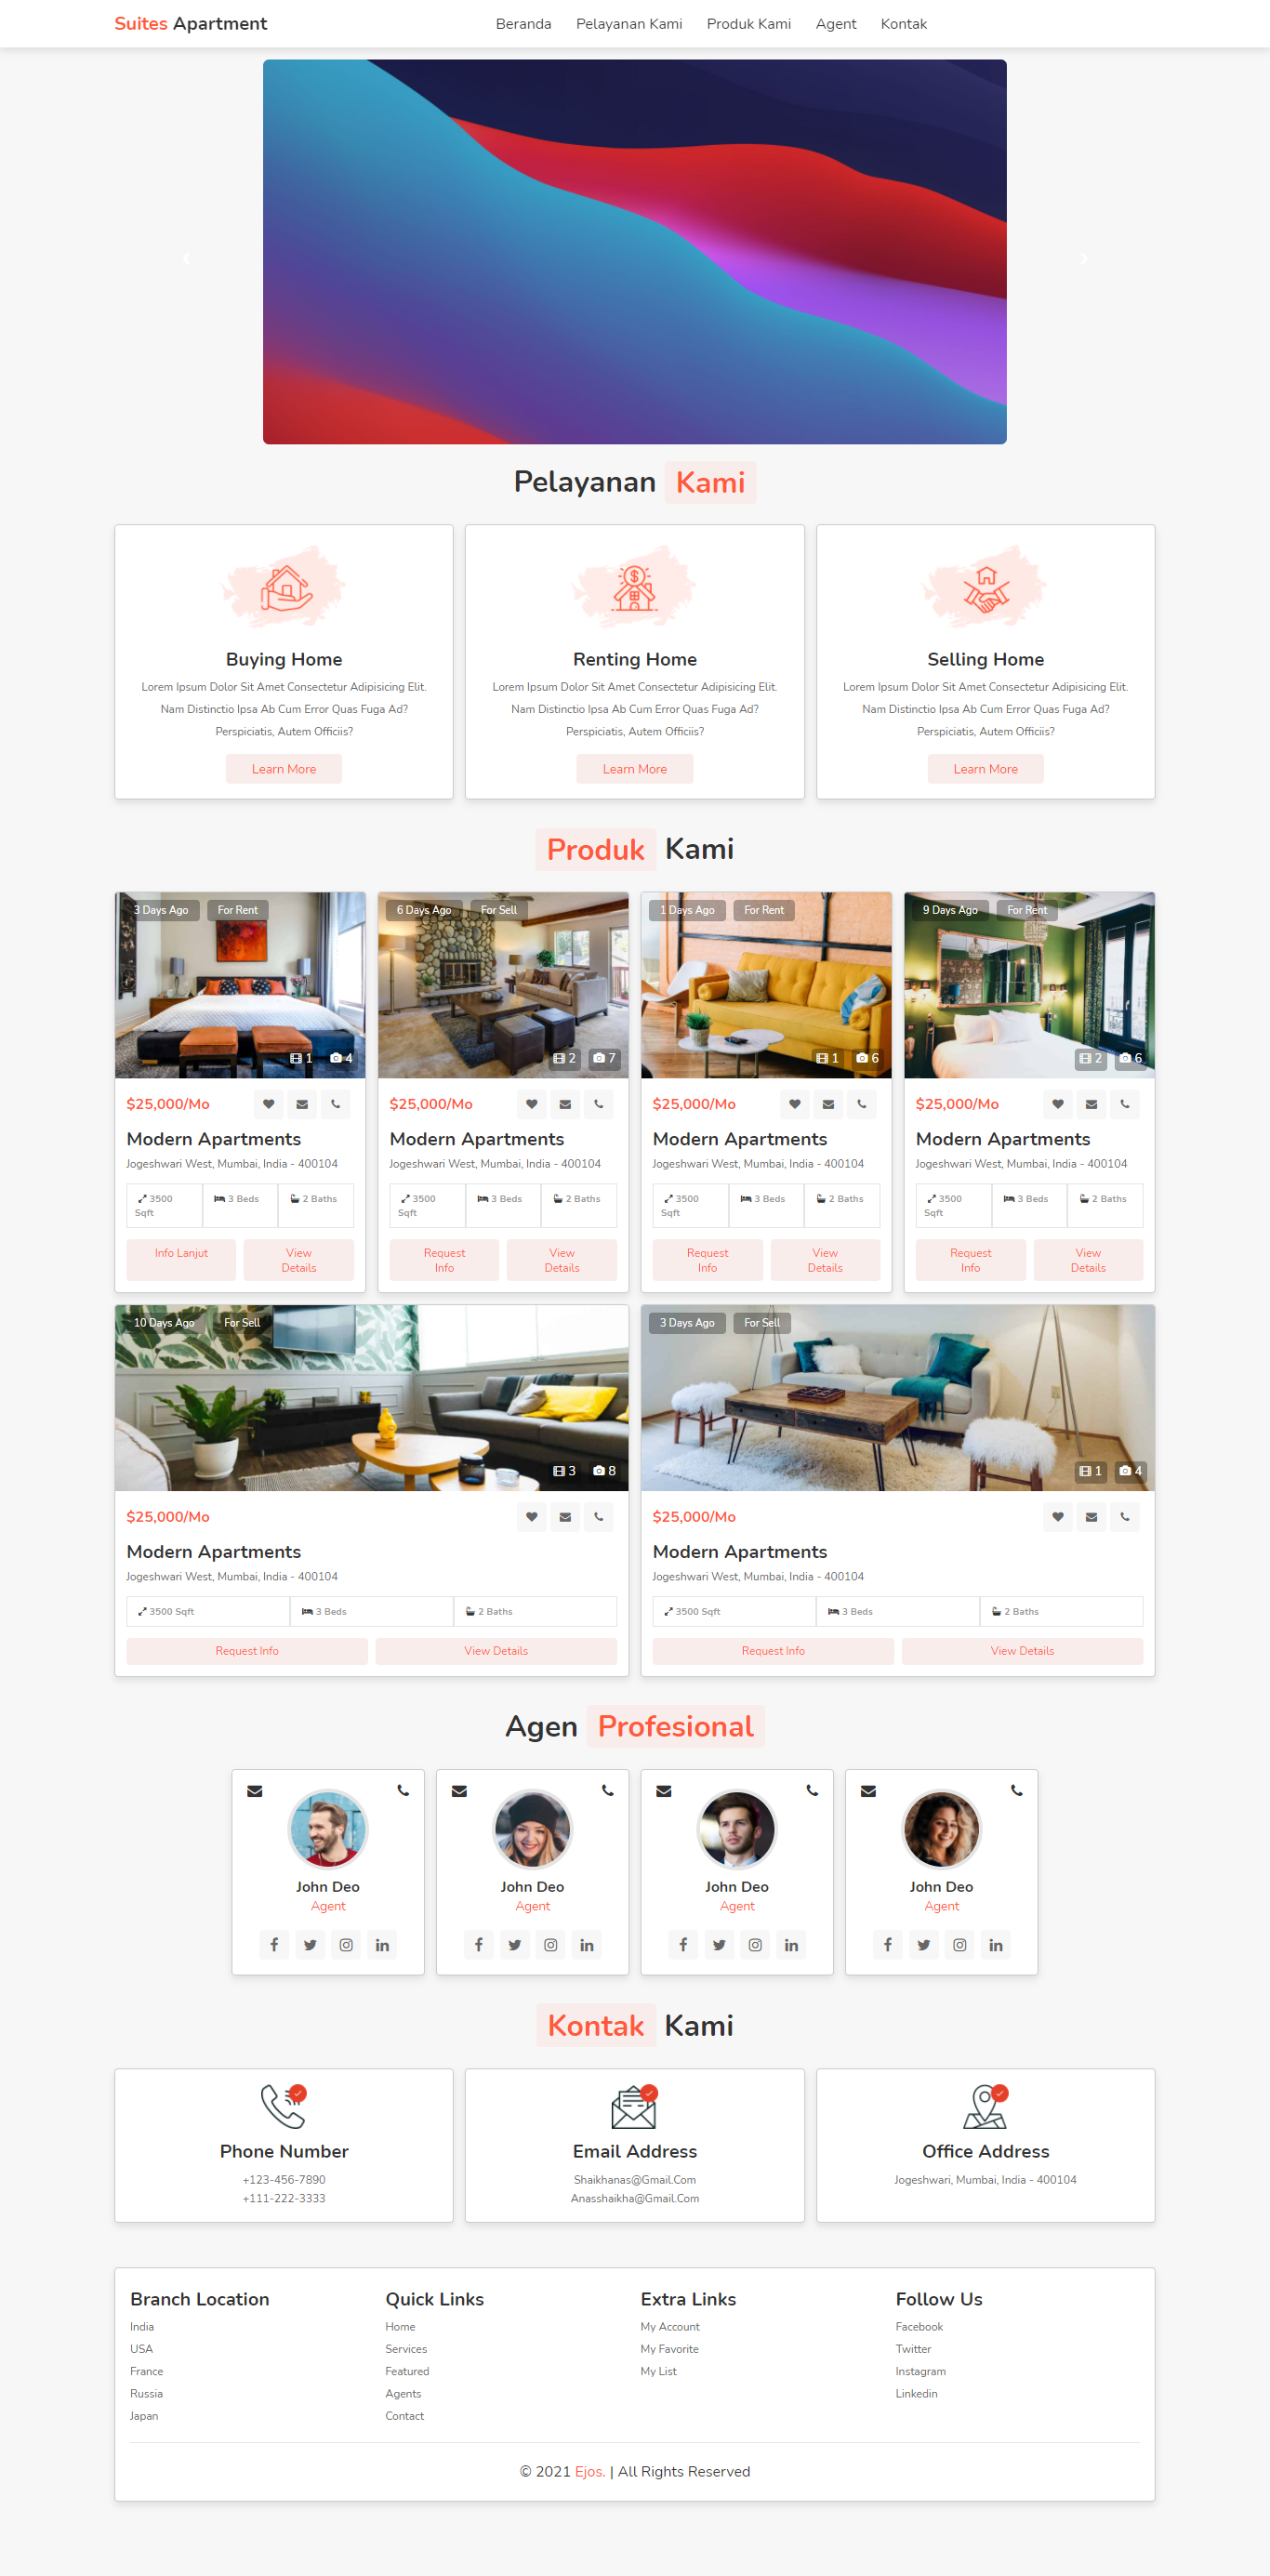 Suites Apartment
Beranda Pelayanan Kami Produk Kami Agent Kontak
Pelayanan Kami
Buying Home
Lorem Ipsum Dolor Sit Amet Consectetur Adipisicing Elit.
Nam Distinctio Ipsa Ab Cum Error Quas Fuga Ad?
Perspiciatis, Autem Officiis?
Learn More
Renting Home
Lorem Ipsum Dolor Sit Amet Consectetur Adipisicing Elit.
Nam Distinctio Ipsa Ab Cum Error Quas Fuga Ad?
Perspiciatis, Autem Officiis?
Learn More
Selling Home
Lorem Ipsum Dolor Sit Amet Consectetur Adipisicing Elit.
Nam Distinctio Ipsa Ab Cum Error Quas Fuga Ad?
Perspiciatis, Autem Officiis?
Learn More
Produk Kami
3 Days Ago For Rent
1 4
$25,000/Mo
Modern Apartments
Jogeshwari West, Mumbai, India - 400104
3500 Sqft 3 Beds 2 Baths
Info Lanjut View Details
6 Days Ago For Sell
2 7
$25,000/Mo
Modern Apartments
Jogeshwari West, Mumbai, India - 400104
3500 Sqft 3 Beds 2 Baths
Request Info View Details
1 Days Ago For Rent
1 6
$25,000/Mo
Modern Apartments
Jogeshwari West, Mumbai, India - 400104
3500 Sqft 3 Beds 2 Baths
Request Info View Details
9 Days Ago For Rent
2 6
$25,000/Mo
Modern Apartments
Jogeshwari West, Mumbai, India - 400104
3500 Sqft 3 Beds 2 Baths
Request Info View Details
10 Days Ago For Sell
3 8
$25,000/Mo
Modern Apartments
Jogeshwari West, Mumbai, India - 400104
3500 Sqft 3 Beds 2 Baths
Request Info View Details
3 Days Ago For Sell
1 4
$25,000/Mo
Modern Apartments
Jogeshwari West, Mumbai, India - 400104
3500 Sqft 3 Beds 2 Baths
Request Info View Details
Agen Profesional
John Deo
Agent
John Deo
Agent
John Deo
Agent
John Deo
Agent
Kontak Kami
Phone Number
+123-456-7890
+111-222-3333
Email Address
Shaikhanas@Gmail.Com
Anasshaikha@Gmail.Com
Office Address
Jogeshwari, Mumbai, India - 400104
Branch Location
India
USA
France
Russia
Japan
Quick Links
Home
Services
Featured
Agents
Contact
Extra Links
My Account
My Favorite
My List
Follow Us
Facebook
Twitter
Instagram
Linkedin
© 2021 Ejos. | All Rights Reserved